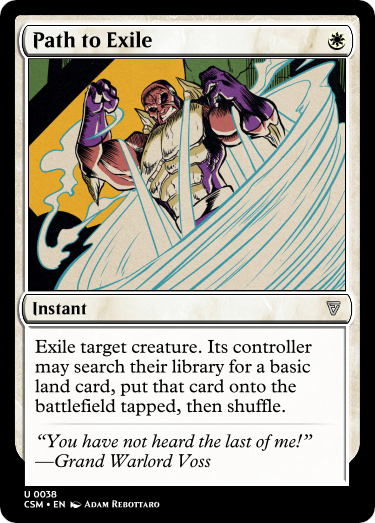 Path to Exile
Instant
Exile target creature. Its controller
may search their library for a basic
land card, put that card onto the
battlefield tapped, then shuffle.
“You have not heard the last of me!”
—Grand Warlord Voss
U 0038
CSM • EN Adam Rebottaro